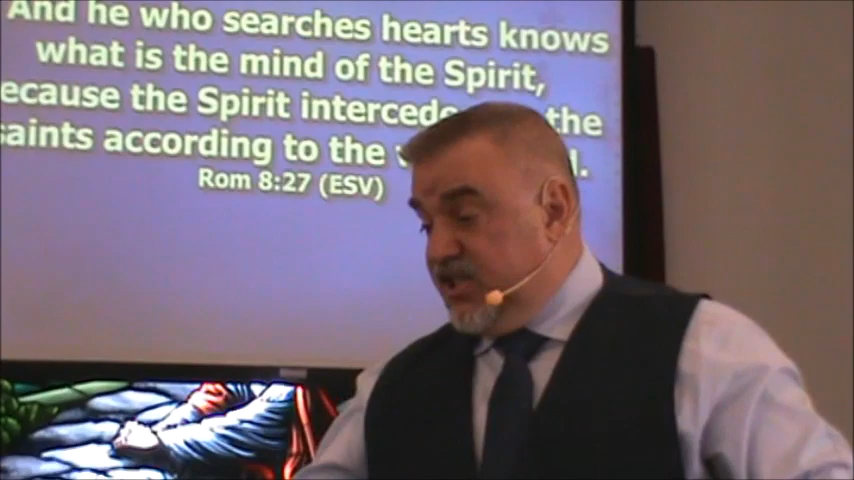 And he who searches hearts knows
what is the mind of the Spirit,
ecause the Spirit intercede the
saints according to the
Rom 8:27 (ESV)